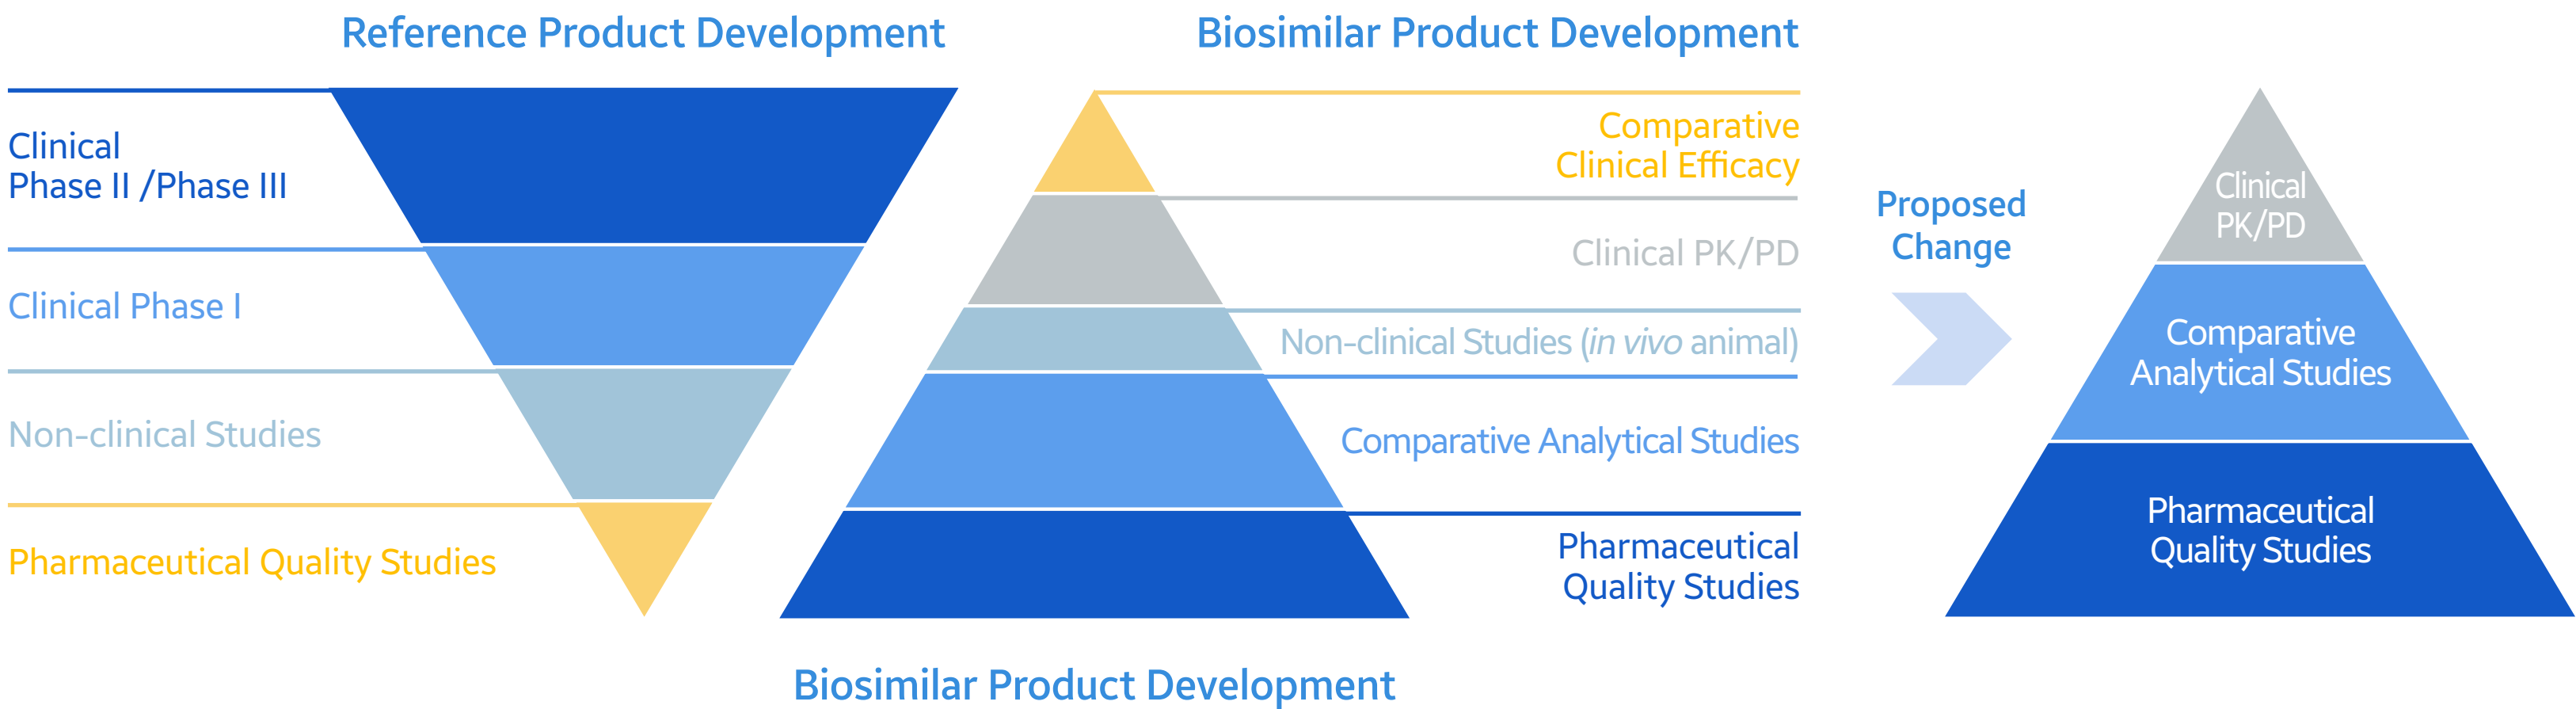 Reference Product Development
Clinical
Phase II /Phase III
Clinical Phase I
Non-clinical Studies
Pharmaceutical Quality Studies
Biosimilar Product Development
Comparative
Clinical Efficacy
Clinical PK/PD
Non-clinical Studies (in vivo animal)
Comparative Analytical Studies
Pharmaceutical
Quality Studies
Biosimilar Product Development
Proposed
Change
Clinical
PK/PD
Comparative
Analytical Studies
Pharmaceutical
Quality Studies